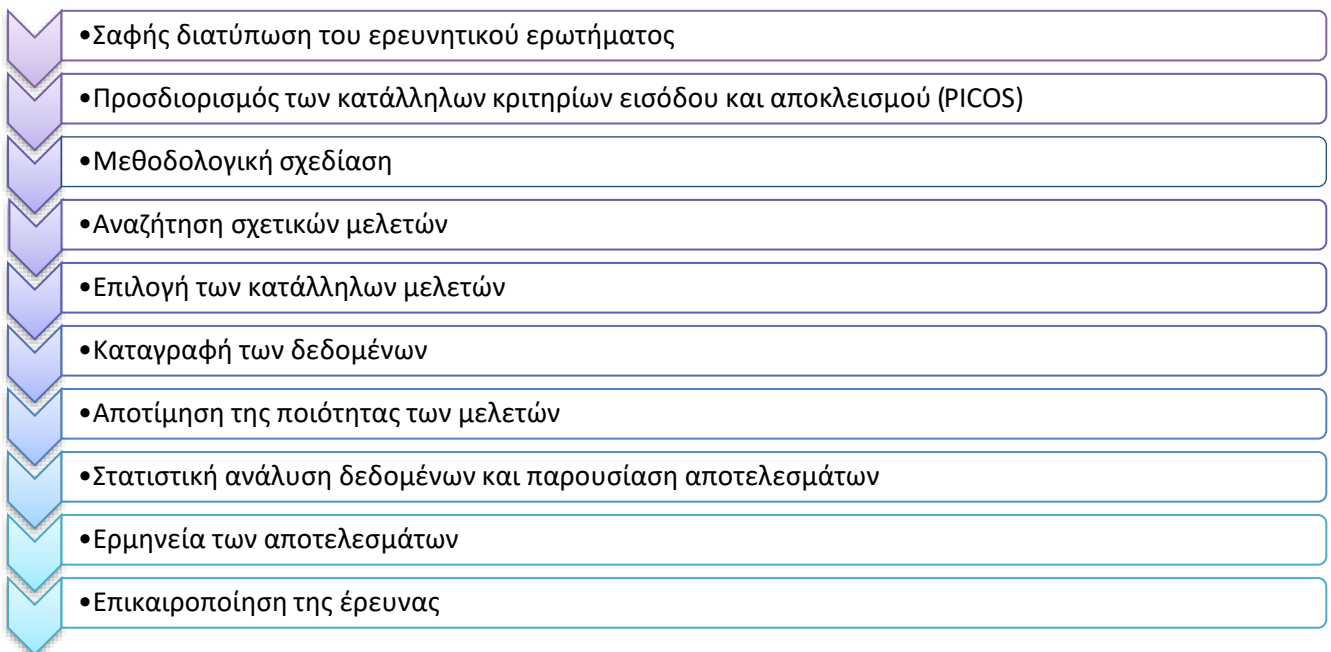 •Σαφής διατύπωση του ερευνητικού ερωτήματος
•Προσδιορισμός των κατάλληλων κριτηρίων εισόδου και αποκλεισμού (PICOS)
•Μεθοδολογική σχεδίαση
•Αναζήτηση σχετικών μελετών
•Επιλογή των κατάλληλων μελετών
•Καταγραφή των δεδομένων
•Αποτίμηση της ποιότητας των μελετών
•Στατιστική ανάλυση δεδομένων και παρουσίαση αποτελεσμάτων
•Ερμηνεία των αποτελεσμάτων
•Επικαιροποίηση της έρευνας